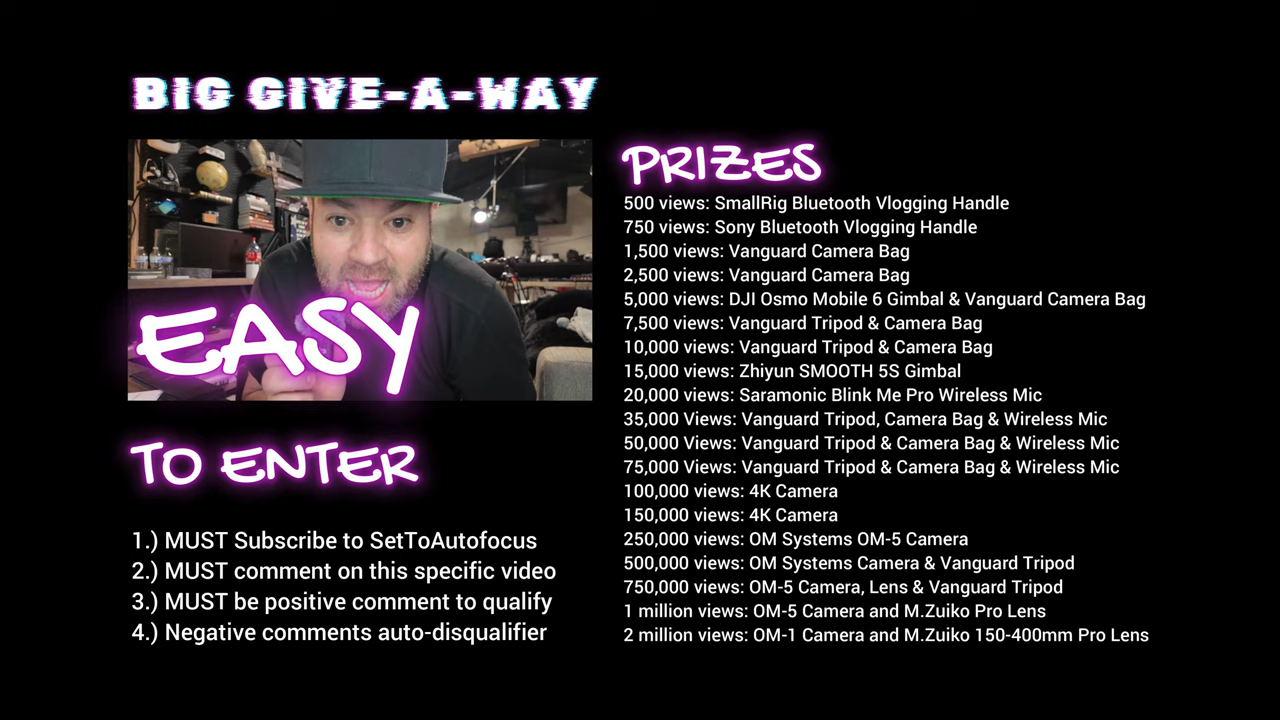 BIG GIVE-A-WAY
EASY
TO ENTER
1.) MUST Subscribe to SetToAutofocus
2.) MUST comment on this specific video
3.) MUST be positive comment to qualify
4.) Negative comments auto-disqualifier
PRIZES
500 views: SmallRig Bluetooth Vlogging Handle
750 views: Sony Bluetooth Vlogging Handle
1,500 views: Vanguard Camera Bag
2,500 views: Vanguard Camera Bag
5,000 views: DJI Osmo Mobile 6 Gimbal & Vanguard Camera Bag
7,500 views: Vanguard Tripod & Camera Bag
10,000 views: Vanguard Tripod & Camera Bag
15,000 views: Zhiyun SMOOTH 5S Gimbal
20,000 views: Saramonic Blink Me Pro Wireless Mic
35,000 Views: Vanguard Tripod, Camera Bag & Wireless Mic
50,000 Views: Vanguard Tripod & Camera Bag & Wireless Mic
75,000 Views: Vanguard Tripod & Camera Bag & Wireless Mic
100,000 views: 4K Camera
150,000 views: 4K Camera
250,000 views: OM Systems OM-5 Camera
500,000 views: OM Systems Camera & Vanguard Tripod
750,000 views: OM-5 Camera, Lens & Vanguard Tripod
1 million views: OM-5 Camera and M.Zuiko Pro Lens
2 million views: OM-1 Camera and M.Zuiko 150-400mm Pro Lens